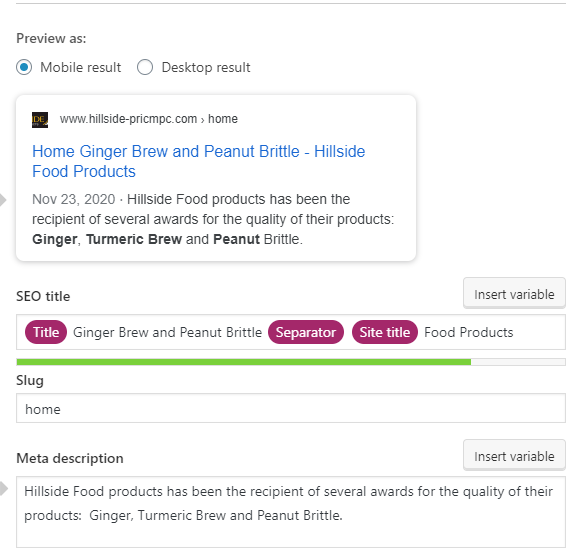 Preview as:
Mobile result Desktop result
IDE
www.hillside-pricmpc.com › home
Home Ginger Brew and Peanut Brittle - Hillside
Food Products
Nov 23, 2020 · Hillside Food products has been the
recipient of several awards for the quality of their products:
Ginger, Turmeric Brew and Peanut Brittle.
SEO title
Insert variable
Title Ginger Brew and Peanut Brittle Separator Site title Food Products
Slug
home
Meta description
Insert variable
Hillside Food products has been the recipient of several awards for the quality of their
products:  Ginger, Turmeric Brew and Peanut Brittle.